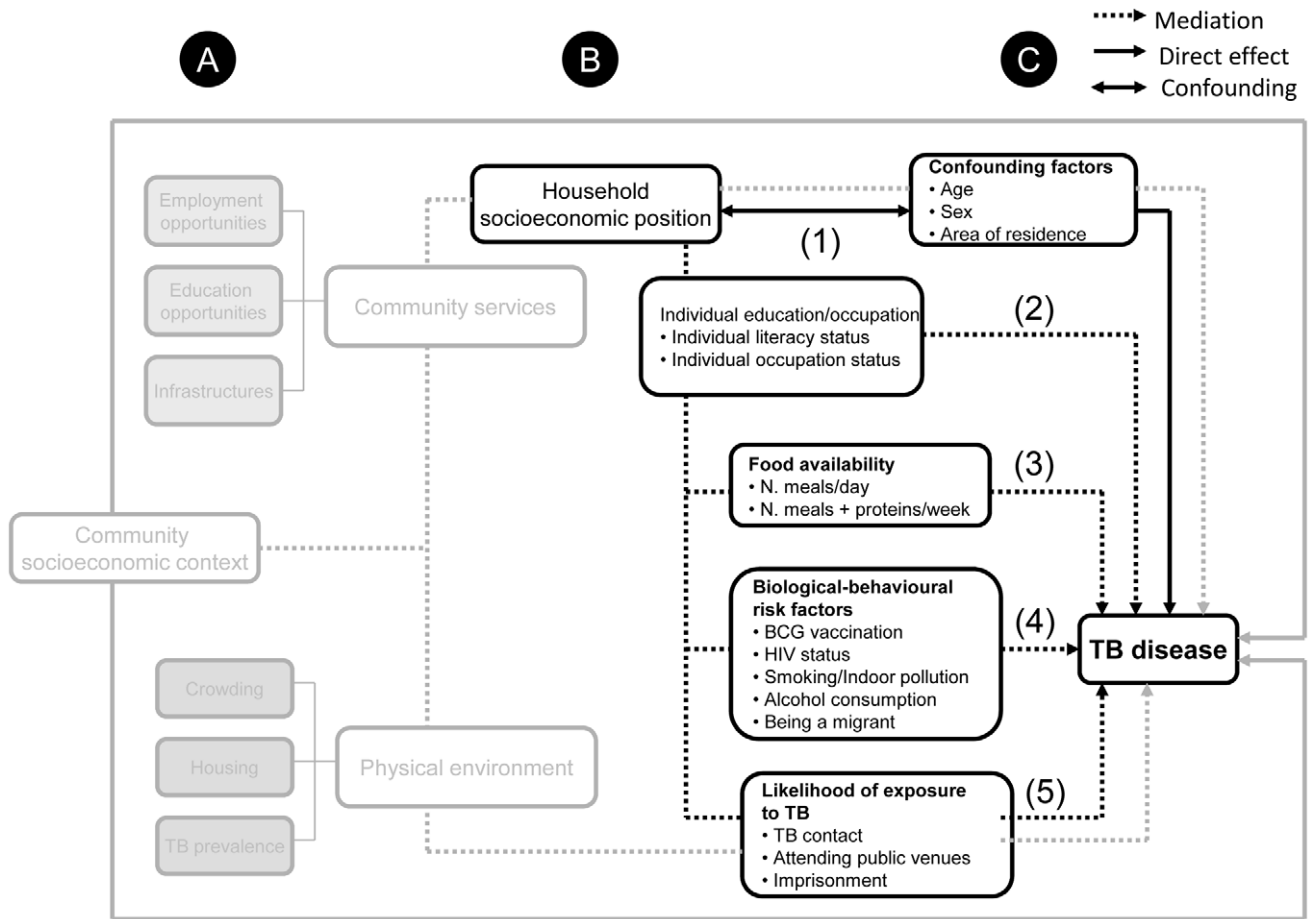 A
B
C
Mediation
Direct effect
Confounding
Employment
opportunities
Education
opportunities
Infrastructures
Community services
Community
socioeconomic context
Crowding
Housing
TB prevalence
Physical environment
Household
socioeconomic position
(1)
Confounding factors
• Age
• Sex
• Area of residence
Individual education/occupation
• Individual literacy status
• Individual occupation status
(2)
Food availability
• N. meals/day
• N. meals + proteins/week
(3)
Biological-behavioural
risk factors
• BCG vaccination
• HIV status
• Smoking/Indoor pollution
• Alcohol consumption
• Being a migrant
(4)
TB disease
Likelihood of exposure
to TB
• TB contact
• Attending public venues
• Imprisonment
(5)